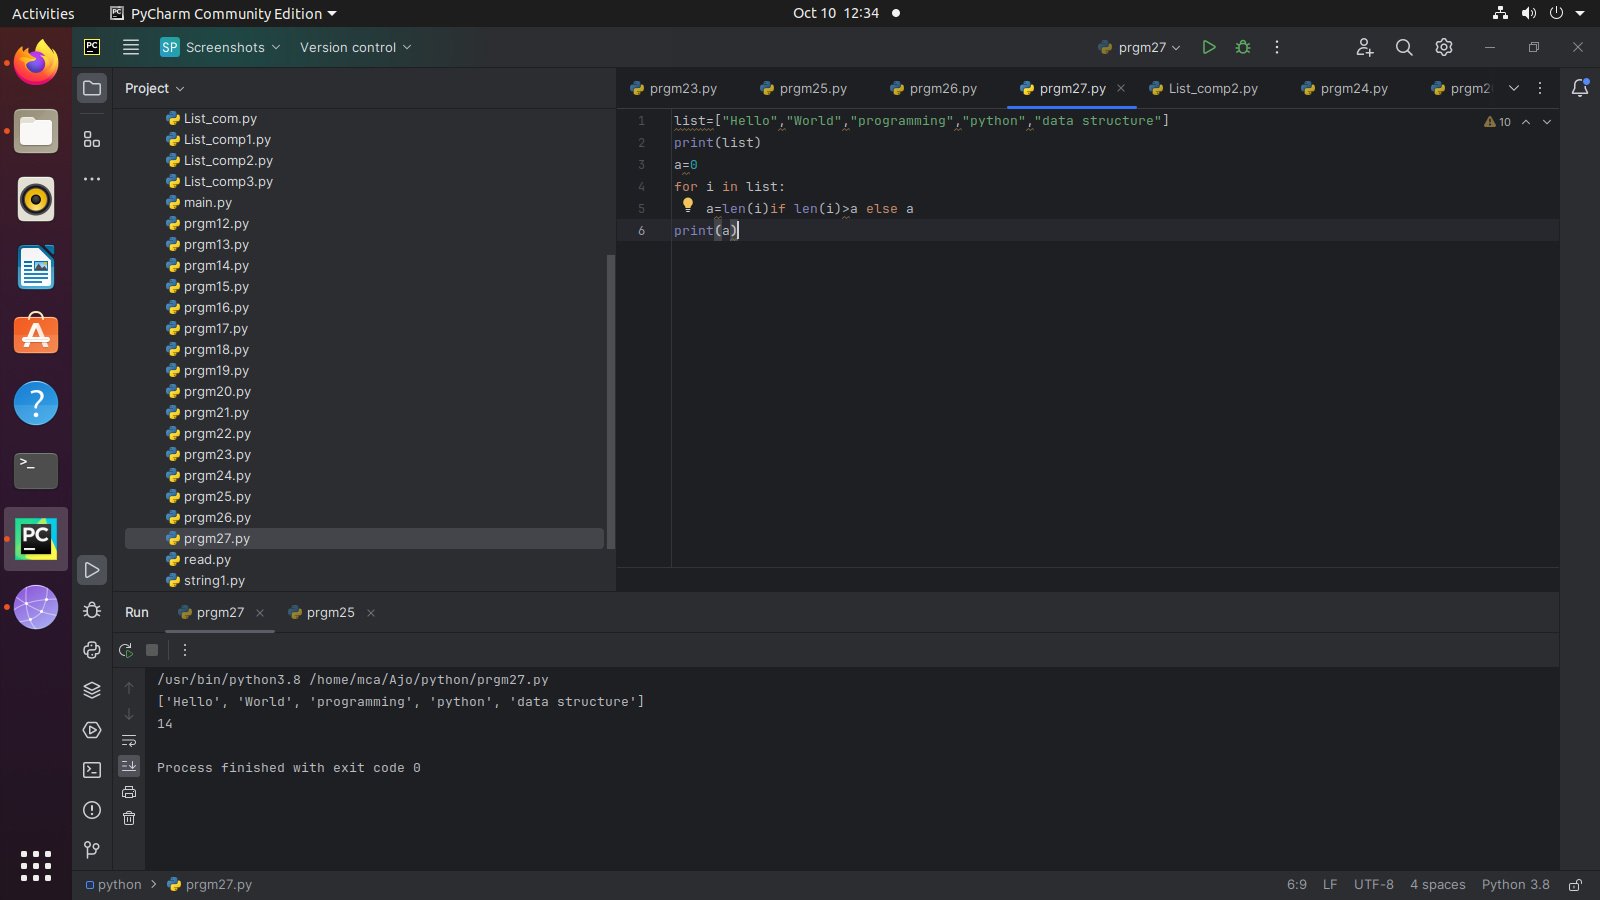 Activities
PyCharm Community Edition
Oct 10 12:34
PC
SP Screenshots
Version control
prgm27
Project
prgm23.py
prgm25.py
prgm26.py
prgm27.py
List_comp2.py
prgm24.py
prgm2
List_com.py
List_comp1.py
List_comp2.py
List_comp3.py
main.py
prgm12.py
prgm13.py
prgm14.py
prgm15.py
prgm16.py
prgm17.py
prgm18.py
prgm19.py
prgm20.py
prgm21.py
prgm22.py
prgm23.py
prgm24.py
prgm25.py
prgm26.py
prgm27.py
read.py
string1.py
1 list=["Hello","World","programming","python","data structure"]
2 print(list)
3 a=0
4 for i in list:
5 a=len(i)if len(i)>a else a
6 print(a)
10
PC
Run
prgm27
prgm25
/usr/bin/python3.8 /home/mca/Ajo/python/prgm27.py
['Hello', 'World', 'programming', 'python', 'data structure']
14
Process finished with exit code 0
python > prgm27.py
6:9 LF UTF-8 4 spaces Python 3.8